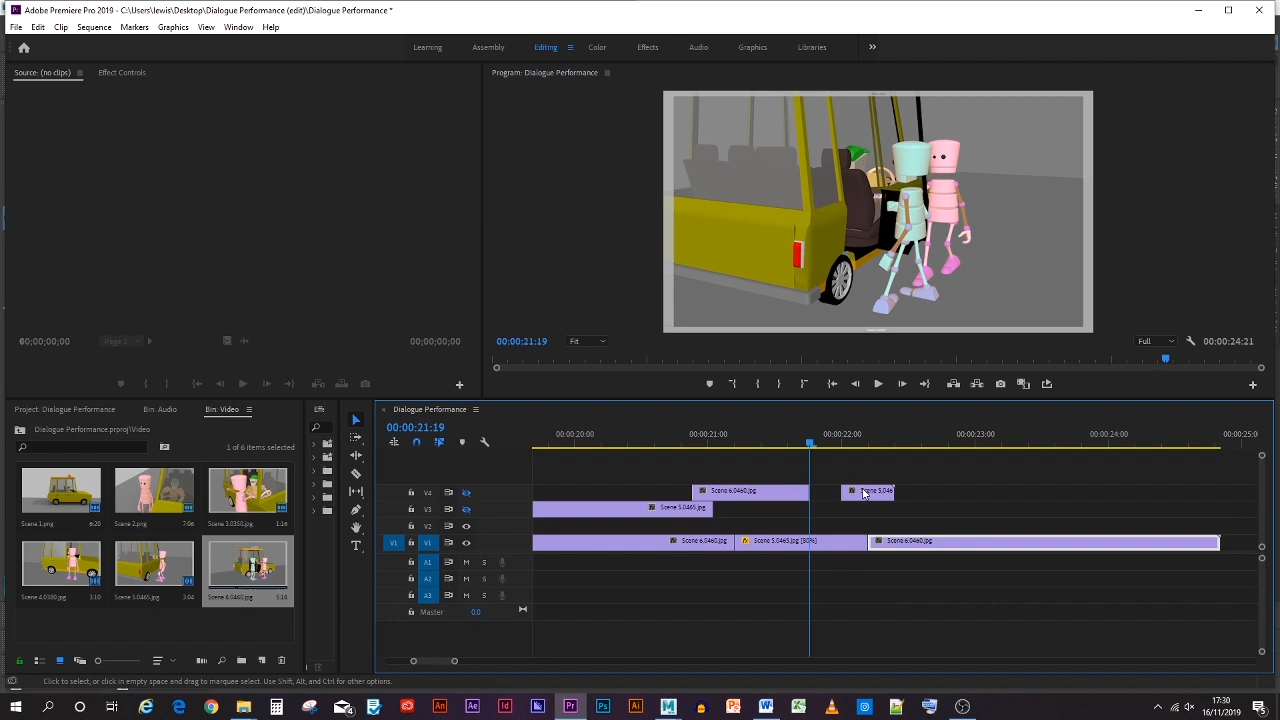 Adobe Premiere Pro 2019 - C:\Users\lewis\Desktop\Dialogue Performance (edit)\Dialogue Performance *
File Edit Clip Sequence Markers Graphics View Window Help
Learning Assembly Editing Color Effects Audio Graphics Libraries
Source: (no clips) Effect Controls
Program: Dialogue Performance
00;00;00;00 Page 1 00;00;00;00
00:00:21:19 Fit Full 00:00:24:21
Project: Dialogue Performance Bin: Audio Bin: Video
Dialogue Performance.prproj\Video
1 of 6 items selected
Scene 1.png 6:20 Scene 2.png 6:06 Scene 3.0350.jpg 1:16
Scene 4.0380.jpg 3:10 Scene 5.0465.jpg 3:04 Scene 6.0460.jpg 3:16
Dialogue Performance
00:00:21:19
00:00:20:00 00:00:21:00 00:00:22:00 00:00:23:00 00:00:24:00 00:00:25:0
V4 Scene 6.0460.jpg Scene 5.046
V3 Scene 5.0465.jpg
V2
V1 V1 Scene 6.0460.jpg Scene 5.0465.jpg [80%] Scene 6.0460.jpg
A1 M S
A2 M S
A3 M S
Master 0.0
Click to select, or click in empty space and drag to marquee select. Use Shift, Alt, and Ctrl for other options.
17:30
16/11/2019